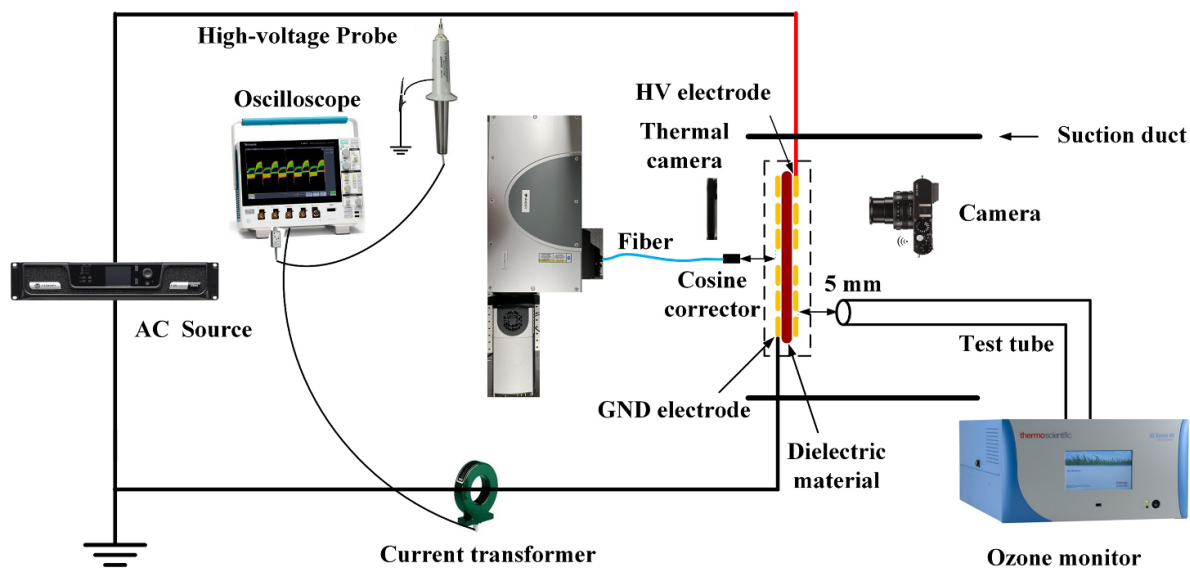 High-voltage Probe
Oscilloscope
HV electrode
Thermal
camera
Suction duct
Camera
Fiber
Cosine
corrector
5 mm
AC  Source
Test tube
GND electrode
Dielectric
material
thermoscientific
Current transformer
Ozone monitor